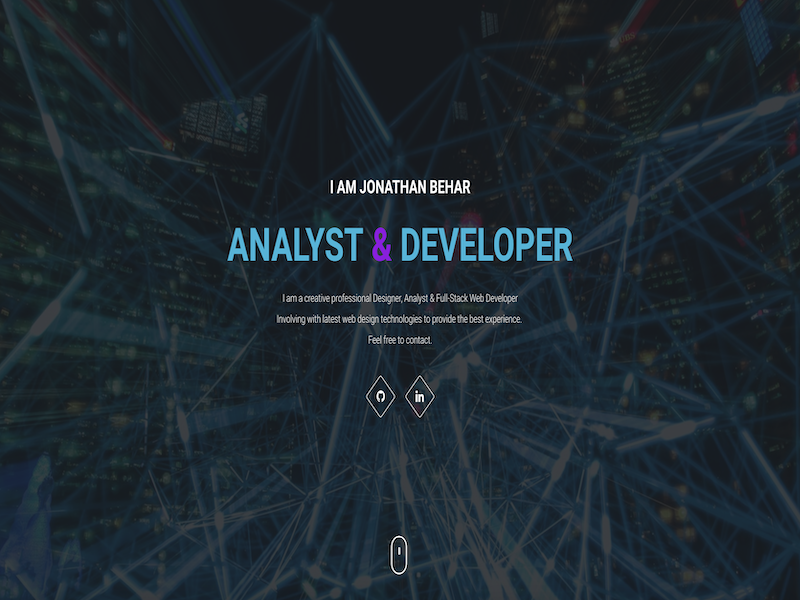 I AM JONATHAN BEHAR
ANALYST & DEVELOPER
I am a creative professional Designer, Analyst & Full-Stack Web Developer
Involving with latest web design technologies to provide the best experience.
Feel free to contact.
in